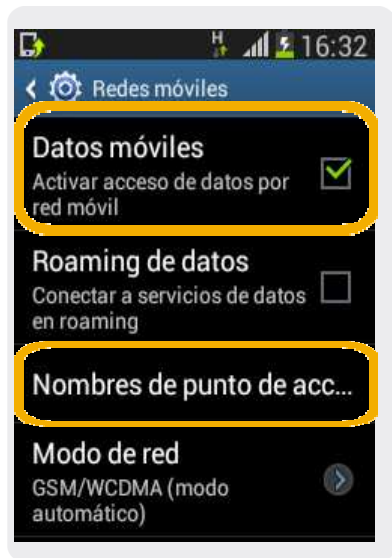 H 16:32
Redes móviles
Datos móviles
Activar acceso de datos por
red móvil
Roaming de datos
Conectar a servicios de datos
en roaming
Nombres de punto de acc...
Modo de red
GSM/WCDMA (modo
automático)